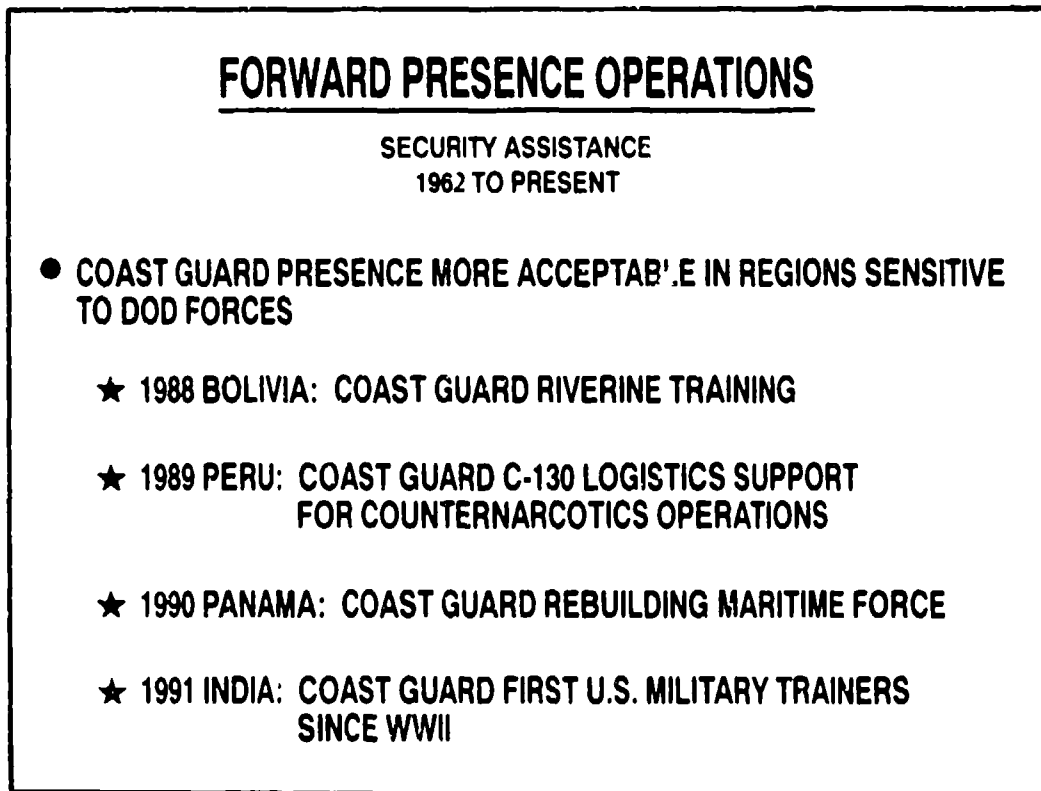 FORWARD PRESENCE OPERATIONS
SECURITY ASSISTANCE
1962 TO PRESENT
● COAST GUARD PRESENCE MORE ACCEPTABLE IN REGIONS SENSITIVE
TO DOD FORCES
★ 1988 BOLIVIA: COAST GUARD RIVERINE TRAINING
★ 1989 PERU: COAST GUARD C-130 LOGISTICS SUPPORT
FOR COUNTERNARCOTICS OPERATIONS
★ 1990 PANAMA: COAST GUARD REBUILDING MARITIME FORCE
★ 1991 INDIA: COAST GUARD FIRST U.S. MILITARY TRAINERS
SINCE WWII